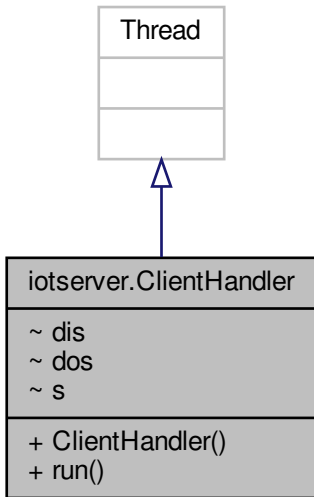 Thread
iotserver.ClientHandler
~ dis
~ dos
~ s
+ ClientHandler()
+ run()